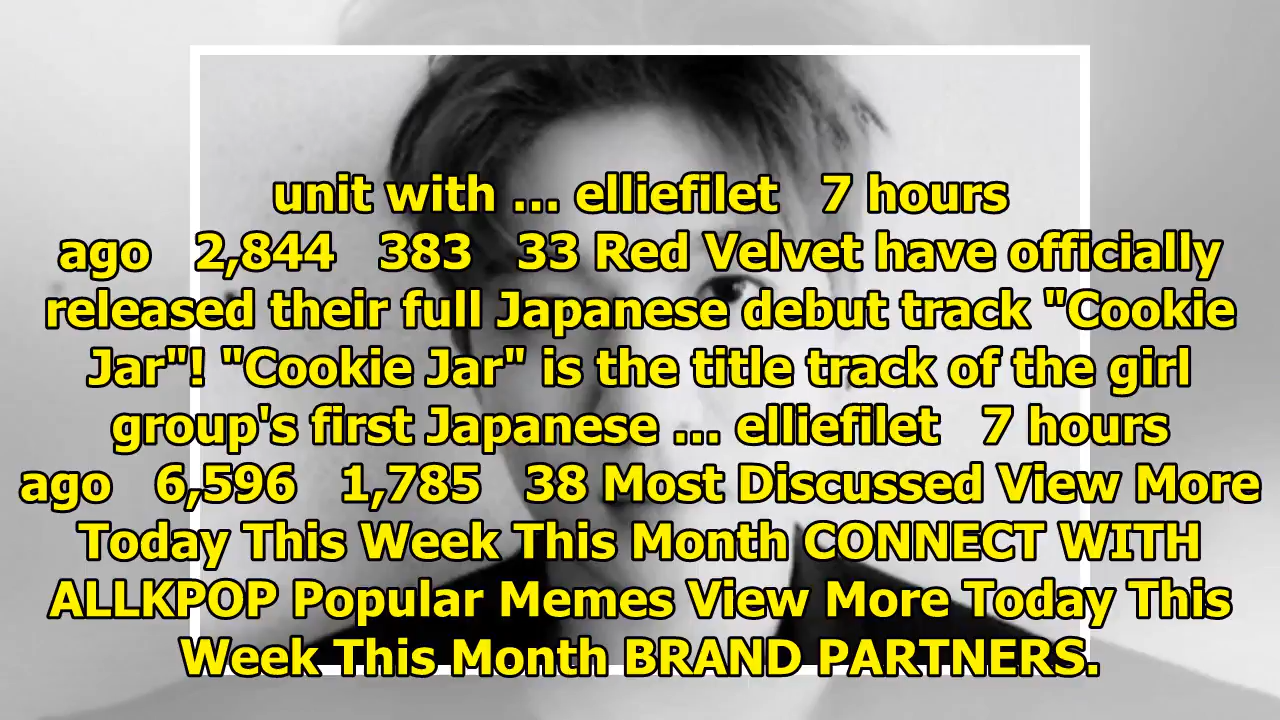 unit with ... elliefilet 7 hours
ago 2,844 383 33 Red Velvet have officially
released their full Japanese debut track "Cookie
Jar"! "Cookie Jar" is the title track of the girl
group's first Japanese ... elliefilet 7 hours
ago 6,596 1,785 38 Most Discussed View More
Today This Week This Month CONNECT WITH
ALLKPOP Popular Memes View More Today This
Week This Month BRAND PARTNERS.